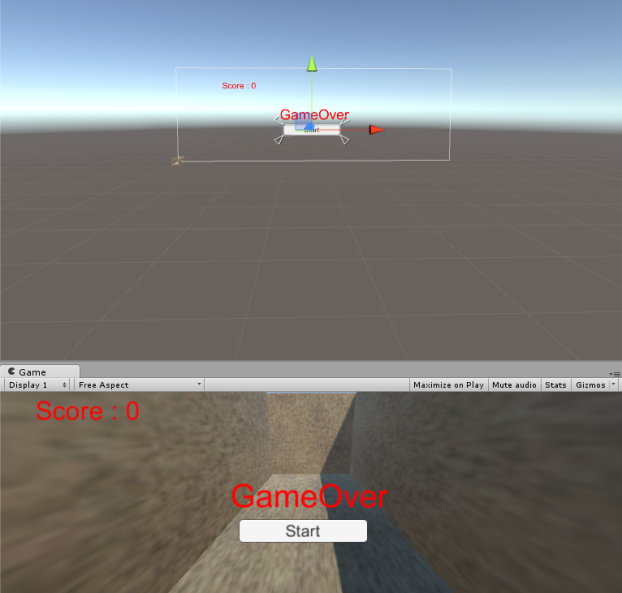 Score : 0
GameOver
Start
Game
Display 1 Free Aspect Maximize on Play Mute audio Stats Gizmos
Score : 0
GameOver
Start